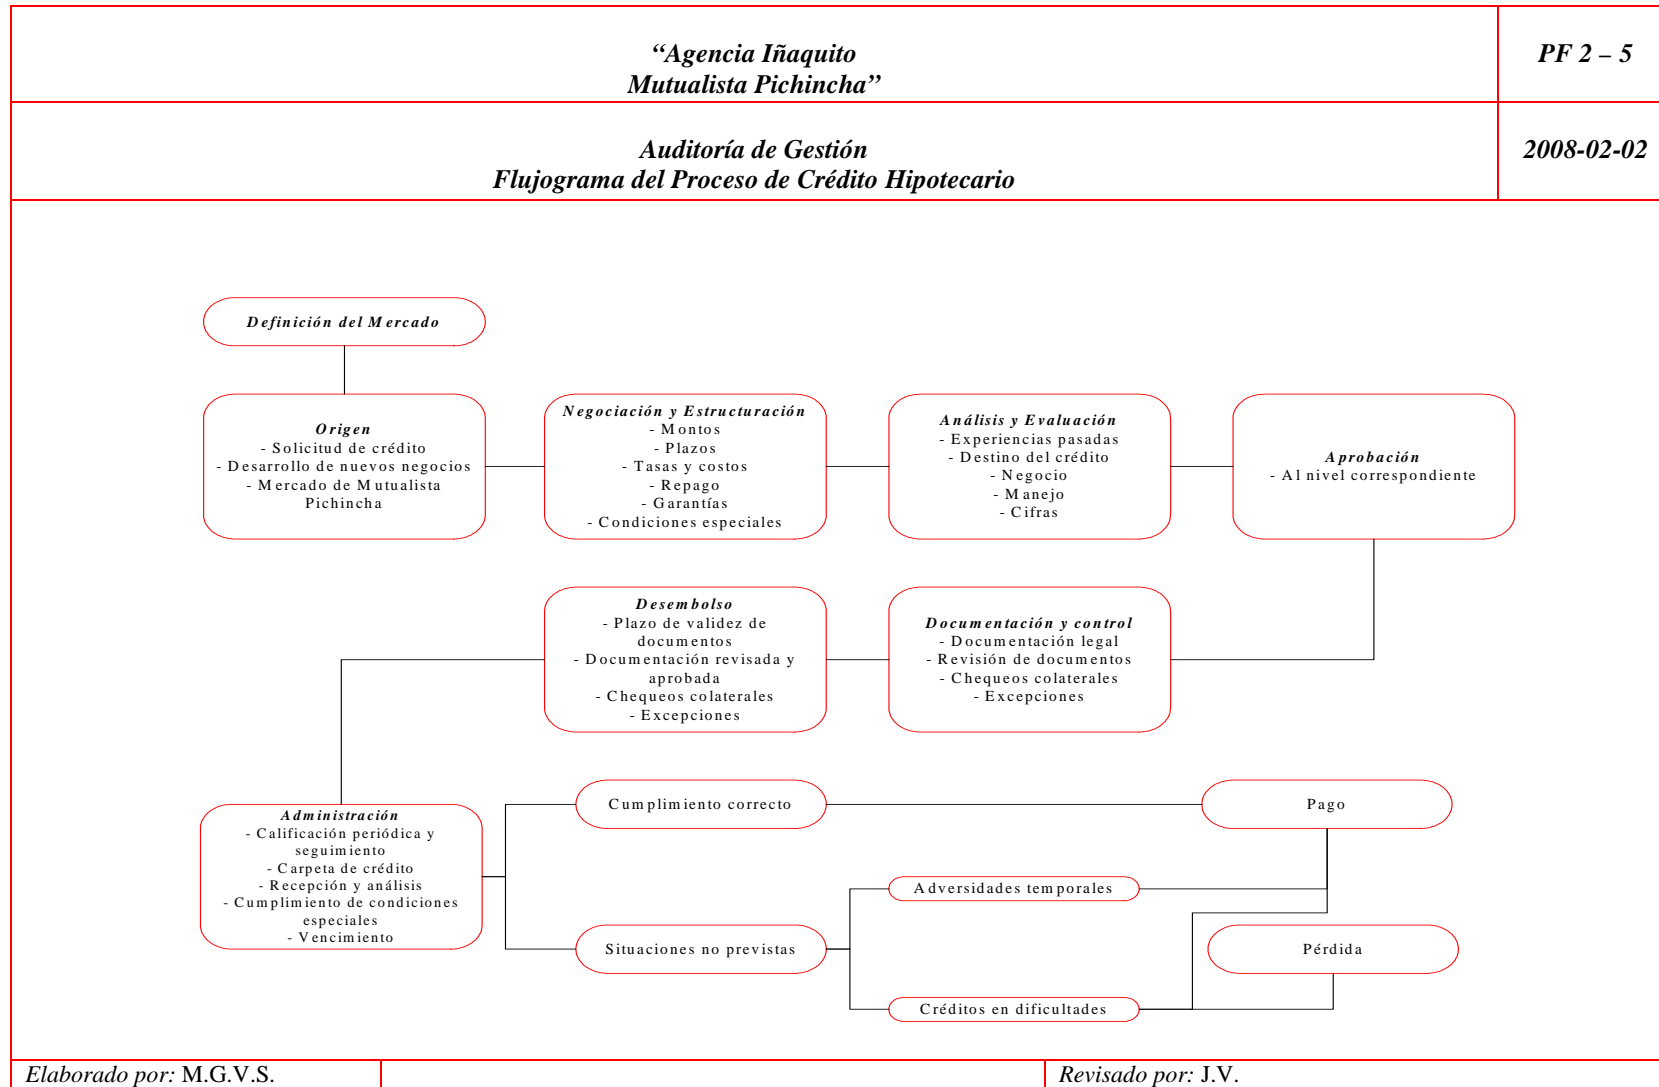 “Agencia Iñaquito
Mutualista Pichincha”
PF 2 – 5
Auditoría de Gestión
Flujograma del Proceso de Crédito Hipotecario
2008-02-02
Definición del Mercado
Origen
- Solicitud de crédito
- Desarrollo de nuevos negocios
- Mercado de Mutualista
Pichincha
Negociación y Estructuración
- Montos
- Plazos
- Tasas y costos
- Repago
- Garantías
- Condiciones especiales
Análisis y Evaluación
- Experiencias pasadas
- Destino del crédito
- Negocio
- Manejo
- Cifras
Aprobación
- Al nivel correspondiente
Desembolso
- Plazo de validez de
documentos
- Documentación revisada y
aprobada
- Chequeos colaterales
- Excepciones
Documentación y control
- Documentación legal
- Revisión de documentos
- Chequeos colaterales
- Excepciones
Administración
- Calificación periódica y
seguimiento
- Carpeta de crédito
- Recepción y análisis
- Cumplimiento de condiciones
especiales
- Vencimiento
Cumplimiento correcto
Pago
Adversidades temporales
Situaciones no previstas
Pérdida
Créditos en dificultades
Elaborado por: M.G.V.S.
Revisado por: J.V.